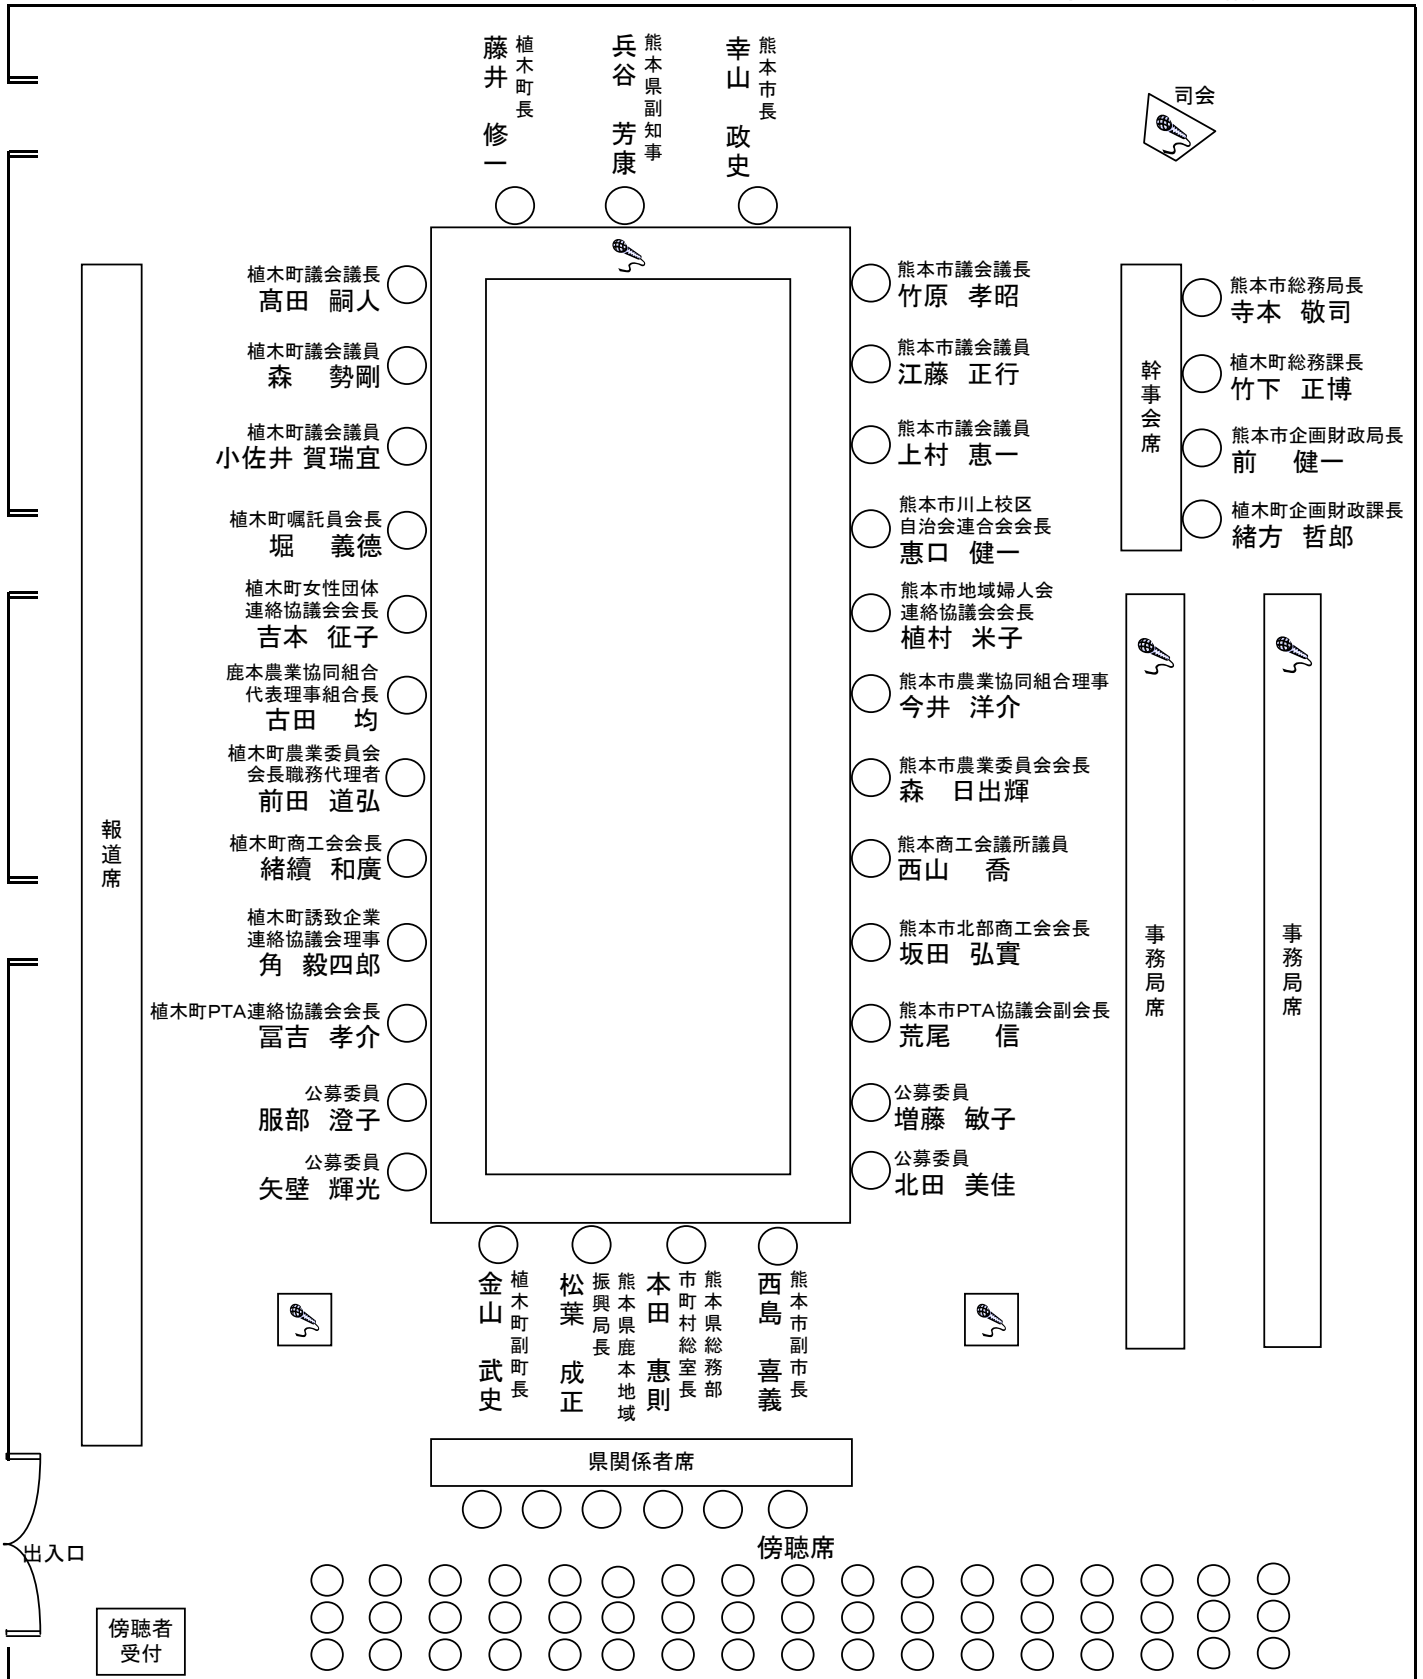 植木町長
藤井 修一
熊本県副知事
兵谷 芳康
熊本市長
幸山 政史
司会
植木町議会議長
髙田 嗣人
植木町議会議員
森 勢剛
植木町議会議員
小佐井 賀瑞宜
植木町嘱託員会長
堀 義德
植木町女性団体
連絡協議会会長
吉本 征子
鹿本農業協同組合
代表理事組合長
古田 均
植木町農業委員会
会長職務代理者
前田 道弘
植木町商工会会長
緒續 和廣
植木町誘致企業
連絡協議会理事
角 毅四郎
植木町PTA連絡協議会会長
冨吉 孝介
公募委員
服部 澄子
公募委員
矢壁 輝光
熊本市議会議長
竹原 孝昭
熊本市議会議員
江藤 正行
熊本市議会議員
上村 恵一
熊本市川上校区
自治会連合会会長
惠口 健一
熊本市地域婦人会
連絡協議会会長
植村 米子
熊本市農業協同組合理事
今井 洋介
熊本市農業委員会会長
森 日出輝
熊本商工会議所議員
西山 喬
熊本市北部商工会会長
坂田 弘實
熊本市PTA協議会副会長
荒尾 信
公募委員
増藤 敏子
公募委員
北田 美佳
熊本市総務局長
寺本 敬司
植木町総務課長
竹下 正博
熊本市企画財政局長
前 健一
植木町企画財政課長
緒方 哲郎
幹事会席
報道席
事務局席
事務局席
植木町副町長
金山 武史
熊本県鹿本地域
振興局長
松葉 成正
熊本県総務部
市町村総室長
本田 惠則
熊本市副市長
西島 喜義
県関係者席
傍聴席
出入口
傍聴者
受付